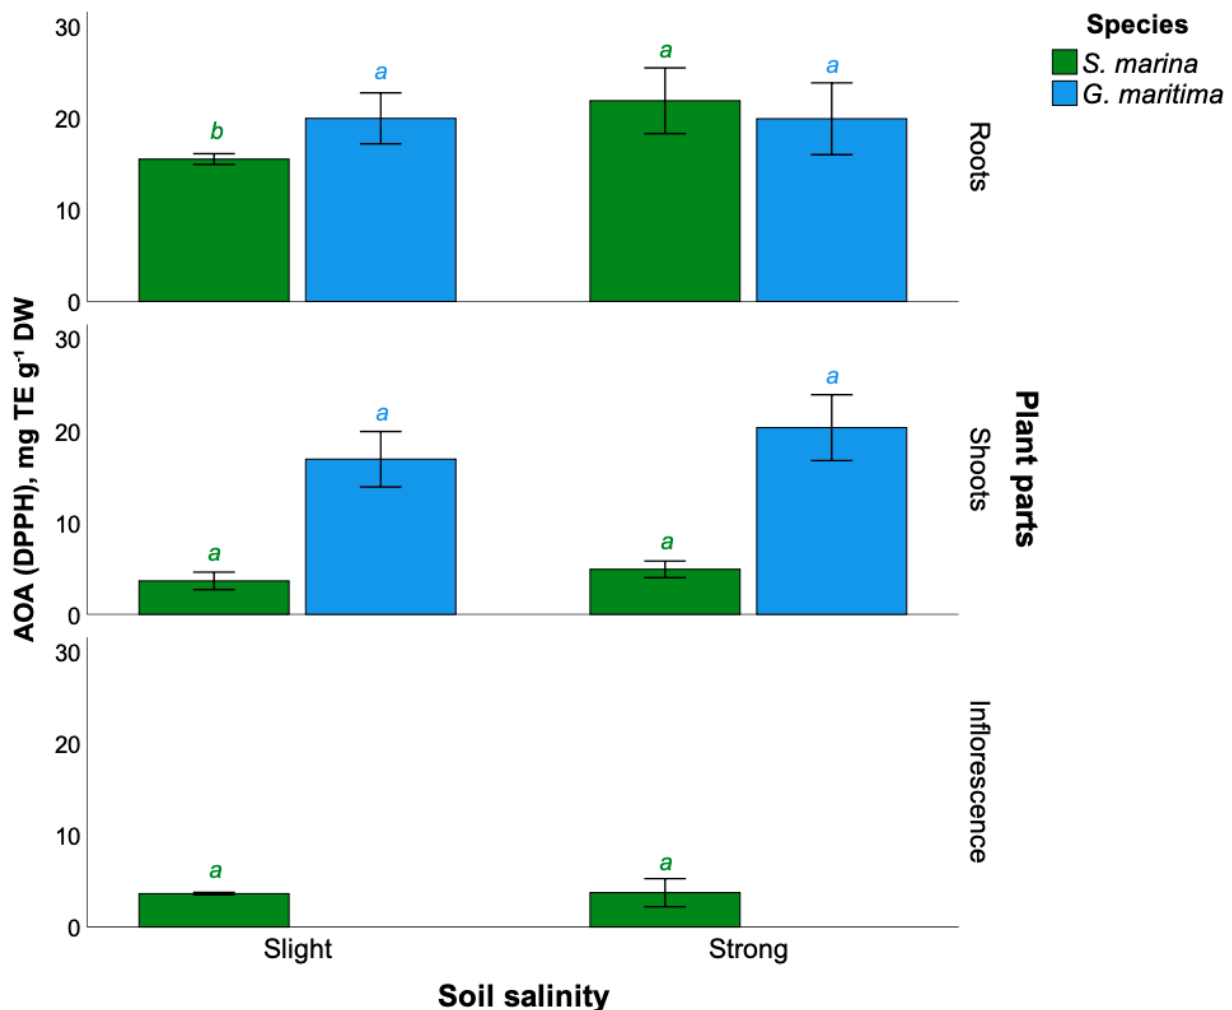 Species
S. marina
G. maritima
AOA (DPPH), mg TE g⁻¹ DW
30
20
10
0
b
a
a
a
Roots
30
20
10
0
a
a
a
a
Shoots
Plant parts
30
20
10
0
a
a
Inflorescence
Slight
Strong
Soil salinity